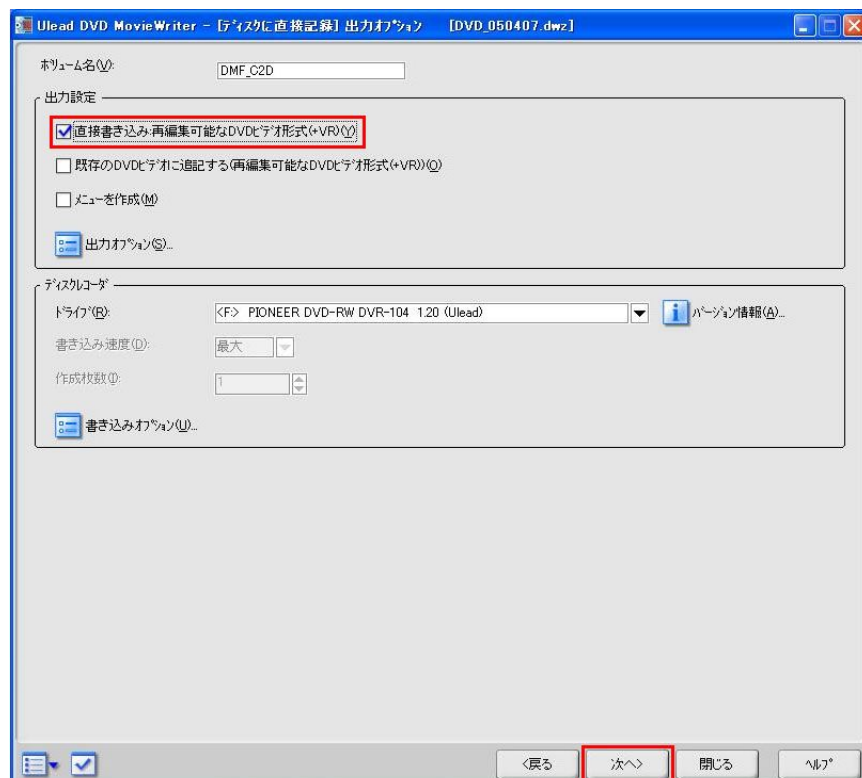 Ulead DVD MovieWriter - [ディスクに直接記録] 出力オプション [DVD_050407.dwz]
ボリューム名(V):
DMF_C2D
出力設定
直接書き込み:再編集可能なDVDビデオ形式(+VR)(Y)
既存のDVDビデオに追記する(再編集可能なDVDビデオ形式(+VR))(O)
メニューを作成(M)
出力オプション(S)...
ディスクレコーダ
ドライブ(R):
<F:> PIONEER DVD-RW DVR-104 1.20 (Ulead)
バージョン情報(A)...
書き込み速度(D):
最大
作成枚数(I):
1
書き込みオプション(U)...
<戻る
次へ>
閉じる
ヘルプ